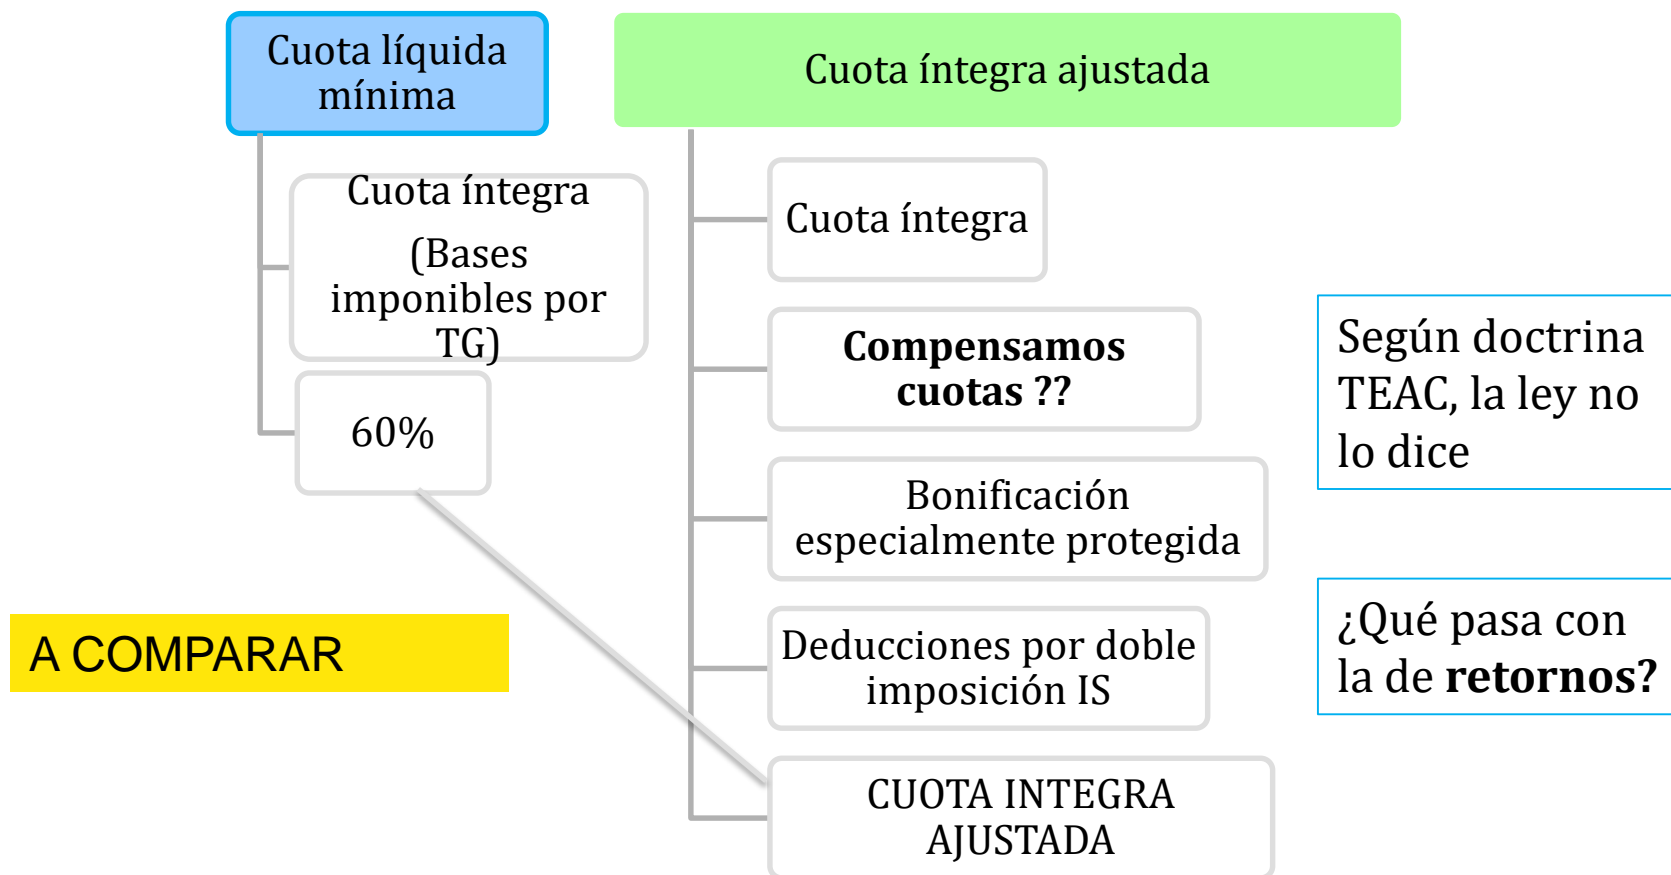 Cuota líquida
mínima
Cuota íntegra
(Bases
imponibles por
TG)
60%
A COMPARAR
Cuota íntegra ajustada
Cuota íntegra
Compensamos
cuotas ??
Bonificación
especialmente protegida
Deducciones por doble
imposición IS
CUOTA INTEGRA
AJUSTADA
Según doctrina
TEAC, la ley no
lo dice
¿Qué pasa con
la de retornos?